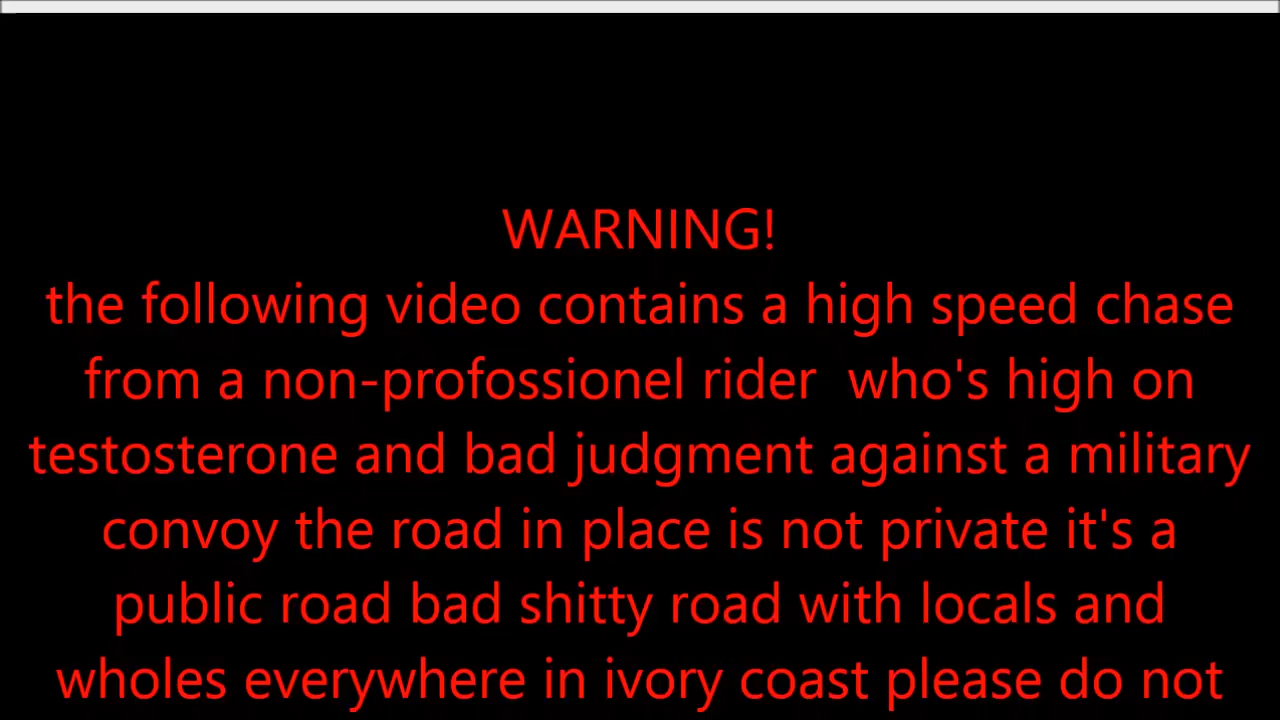 WARNING!
the following video contains a high speed chase
from a non-profossionel rider  who's high on
testosterone and bad judgment against a military
convoy the road in place is not private it's a
public road bad shitty road with locals and
wholes everywhere in ivory coast please do not